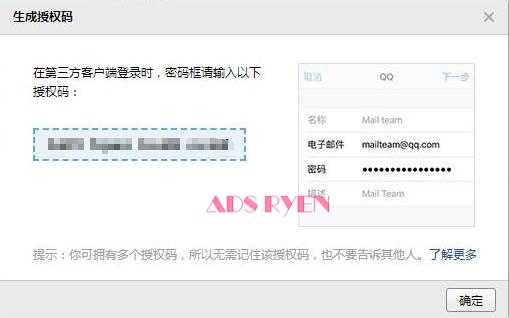 生成授权码
在第三方客户端登录时，密码框请输入以下
授权码：
取消 QQ 下一步
名称 Mail team
电子邮件 mailteam@qq.com
密码 ●●●●●●●●●●●●●●●●
描述 Mail Team
ADS RYEN
提示：你可拥有多个授权码，所以无需记住该授权码，也不要告诉其他人。了解更多
确定